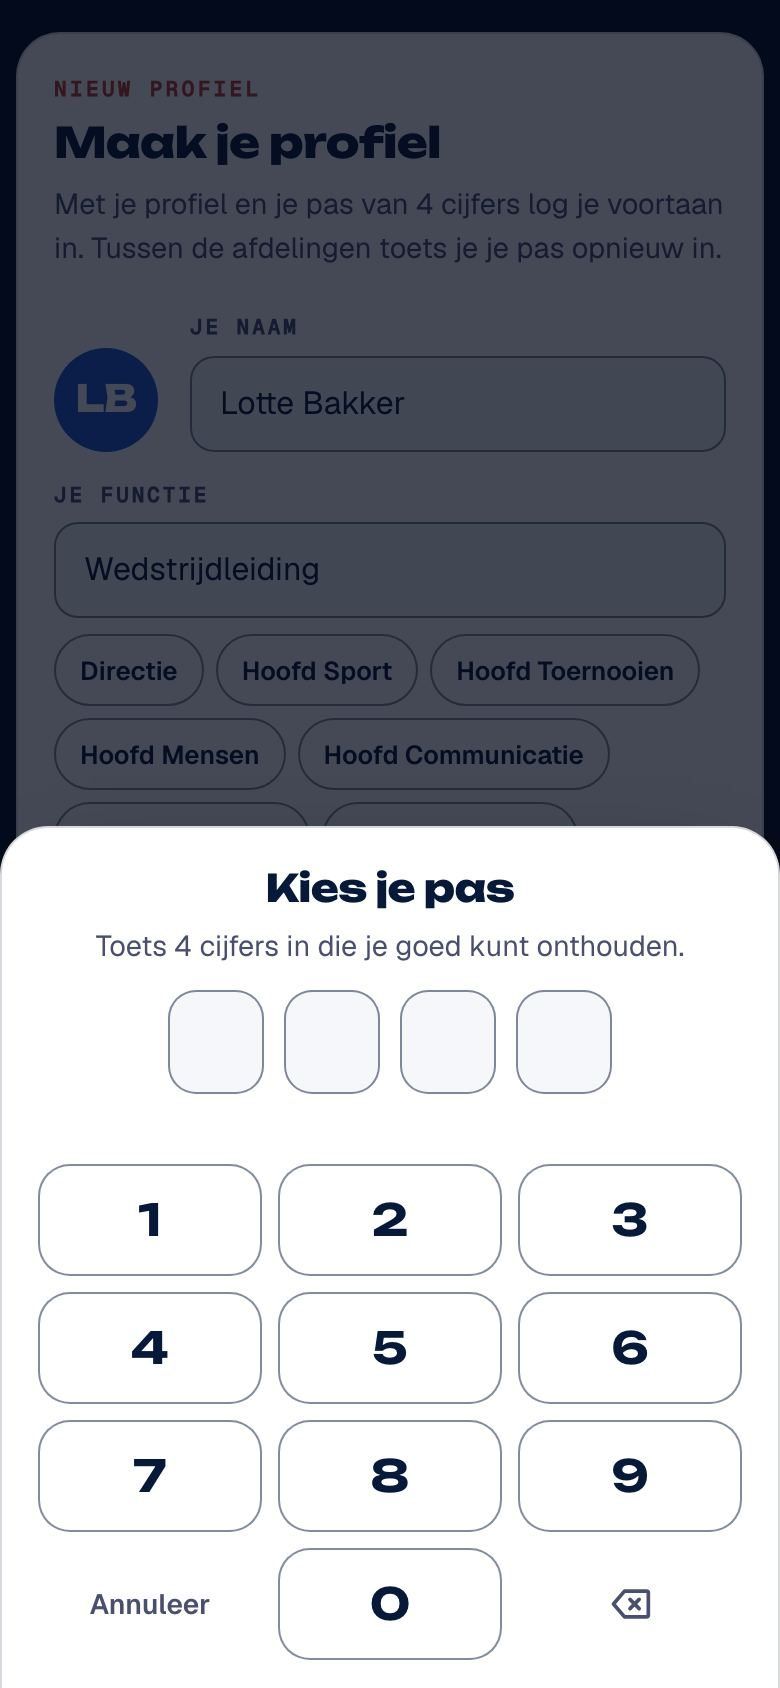 NIEUW PROFIEL
Maak je profiel
Met je profiel en je pas van 4 cijfers log je voortaan
in. Tussen de afdelingen toets je je pas opnieuw in.
JE NAAM
LB
Lotte Bakker
JE FUNCTIE
Wedstrijdleiding
Directie Hoofd Sport Hoofd Toernooien
Hoofd Mensen Hoofd Communicatie
Kies je pas
Toets 4 cijfers in die je goed kunt onthouden.
1 2 3
4 5 6
7 8 9
Annuleer 0